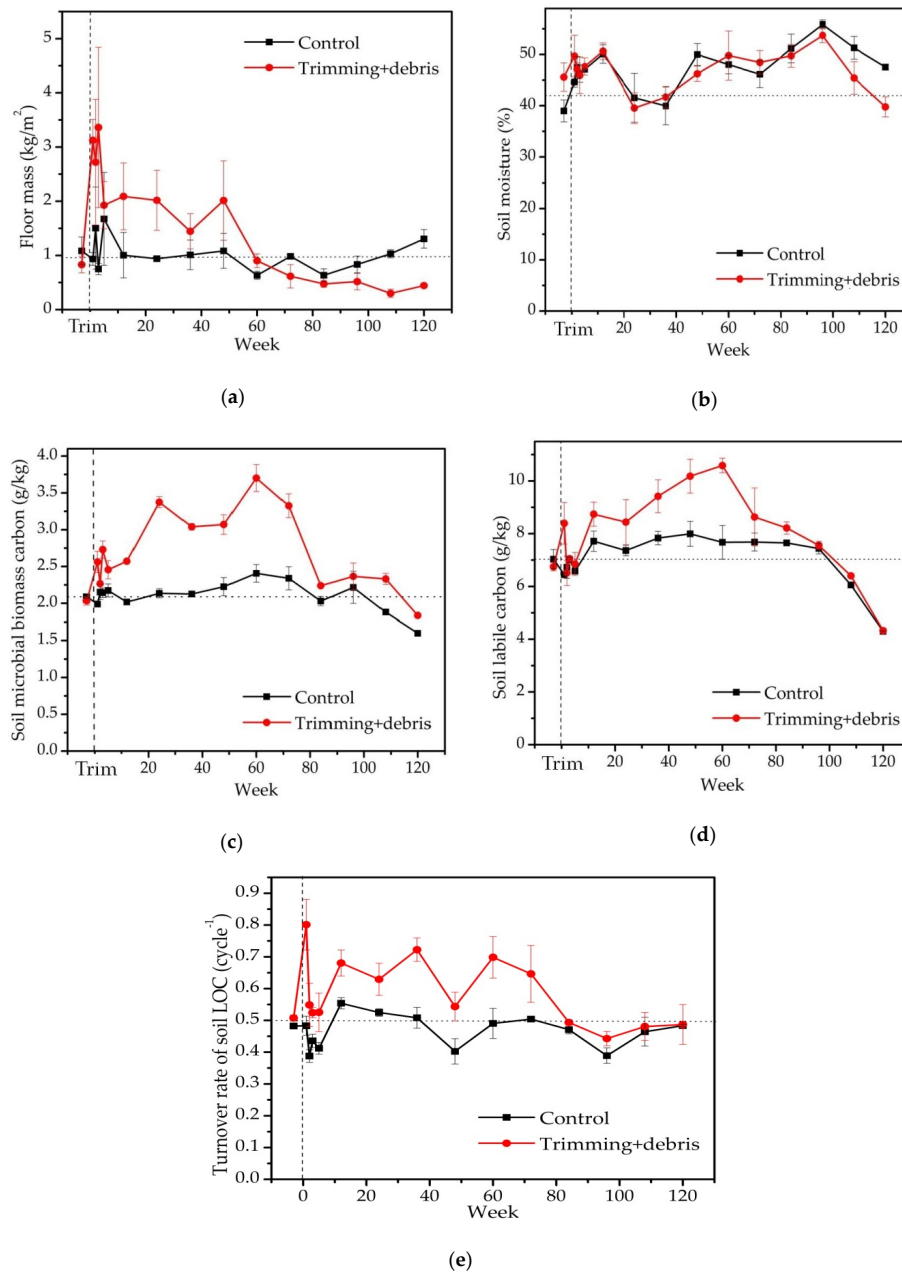 5
4
3
2
1
0
Floor mass (kg/m²)
Control
Trimming+debris
Trim 20 40 60 80 100 120
Week
(a)
50
40
30
20
10
0
Soil moisture (%)
Control
Trimming+debris
Trim 20 40 60 80 100 120
Week
(b)
4.0
3.5
3.0
2.5
2.0
1.5
1.0
0.5
0.0
Soil microbial biomass carbon (g/kg)
Control
Trimming+debris
Trim 20 40 60 80 100 120
Week
(c)
10
8
6
4
2
0
Soil labile carbon (g/kg)
Control
Trimming+debris
Trim 20 40 60 80 100 120
Week
(d)
0.9
0.8
0.7
0.6
0.5
0.4
0.3
0.2
0.1
0.0
Turnover rate of soil LOC (cycle⁻¹
Control
Trimming+debris
0 20 40 60 80 100 120
Week
(e)